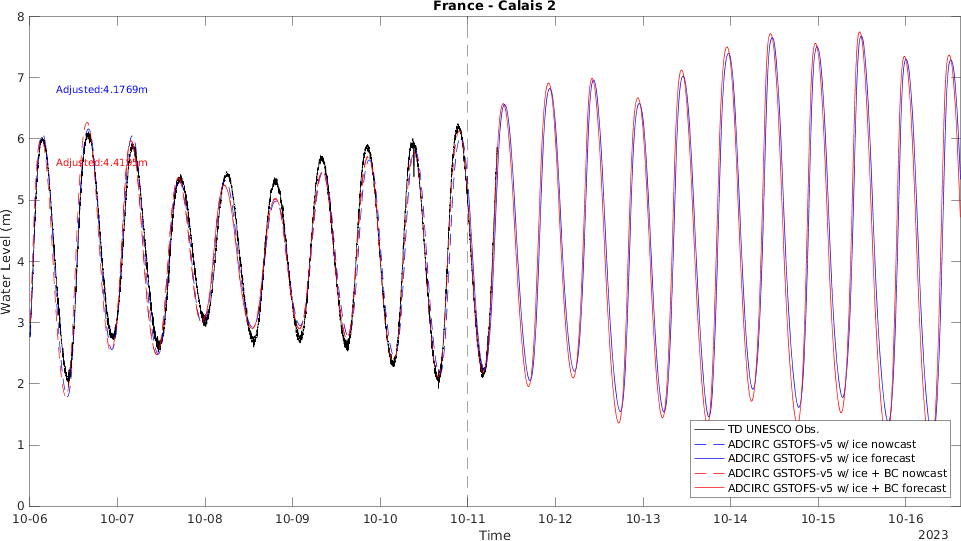 France - Calais 2
Water Level (m)
8
7
6
5
4
3
2
1
0
Adjusted:4.1769m
Adjusted:4.4195m
TD UNESCO Obs.
ADCIRC GSTOFS-v5 w/ ice nowcast
ADCIRC GSTOFS-v5 w/ ice forecast
ADCIRC GSTOFS-v5 w/ ice + BC nowcast
ADCIRC GSTOFS-v5 w/ ice + BC forecast
10-06 10-07 10-08 10-09 10-10 10-11 10-12 10-13 10-14 10-15 10-16
Time
2023